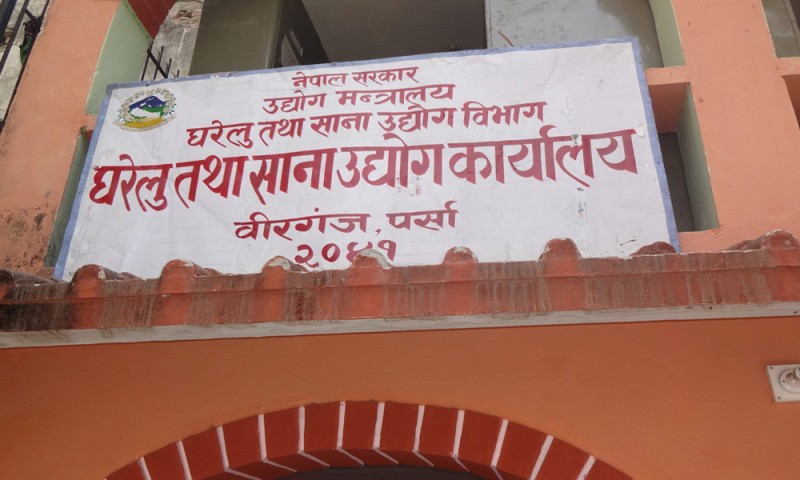 नेपाल सरकार
उद्योग मन्त्रालय
घरेलु तथा साना उद्योग विभाग
घरेलु तथा साना उद्योग कार्यालय
वीरगंज, पर्सा
२०४१